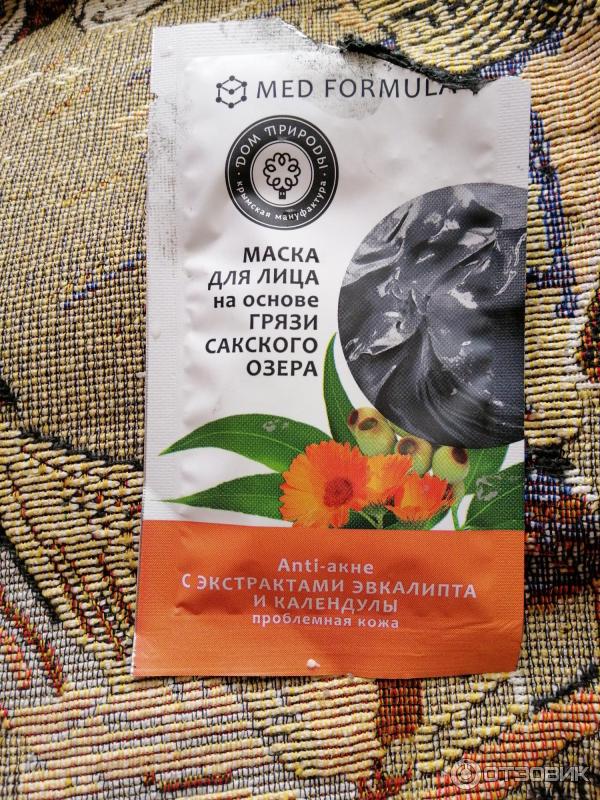 MED FORMULA
ДОМ ПРИРОДЫ
крымская мануфактура
МАСКА
ДЛЯ ЛИЦА
на основе
ГРЯЗИ
САКСКОГО
ОЗЕРА
Anti-акне
С ЭКСТРАКТАМИ ЭВКАЛИПТА
И КАЛЕНДУЛЫ
проблемная кожа
ОТЗОВИК